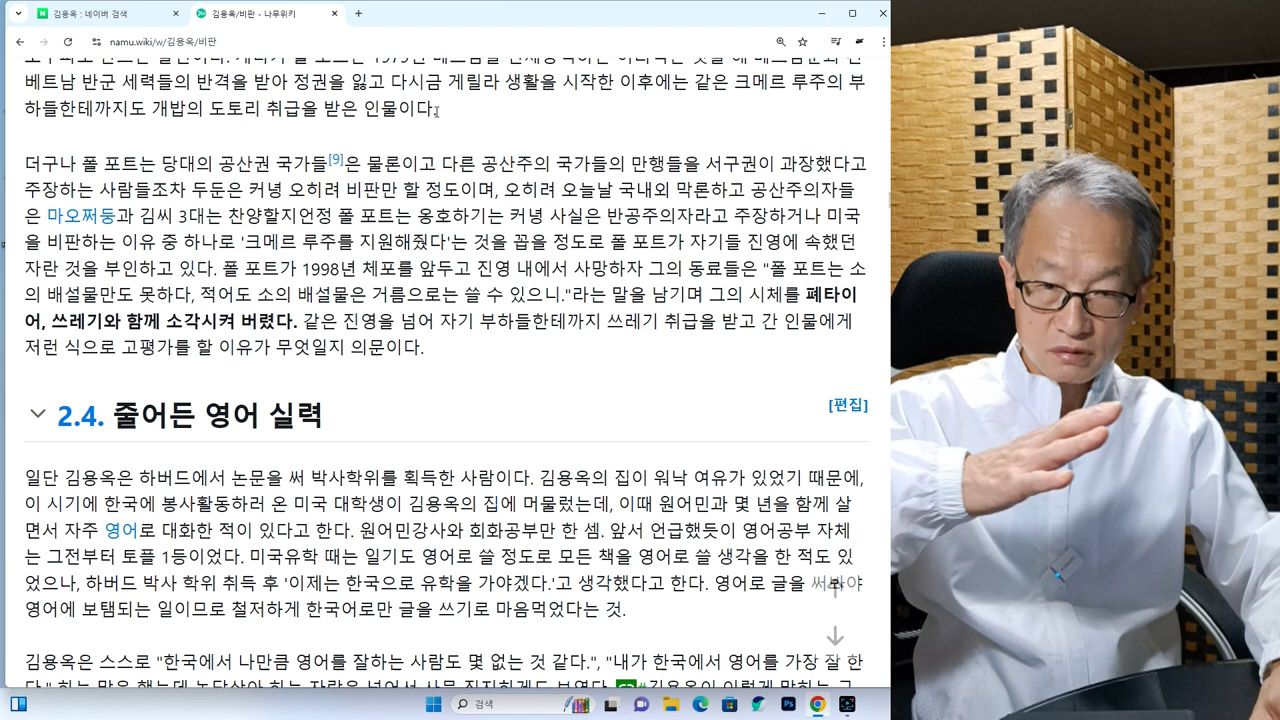 김용옥 : 네이버 검색
김용옥/비판 - 나무위키
namu.wiki/w/김용옥/비판
베트남 반군 세력들의 반격을 받아 정권을 잃고 다시금 게릴라 생활을 시작한 이후에는 같은 크메르 루주의 부
하들한테까지도 개밥의 도토리 취급을 받은 인물이다.
더구나 폴 포트는 당대의 공산권 국가들[9]은 물론이고 다른 공산주의 국가들의 만행들을 서구권이 과장했다고
주장하는 사람들조차 두둔은 커녕 오히려 비판만 할 정도이며, 오히려 오늘날 국내외 막론하고 공산주의자들
은 마오쩌둥과 김씨 3대는 찬양할지언정 폴 포트는 옹호하기는 커녕 사실은 반공주의자라고 주장하거나 미국
을 비판하는 이유 중 하나로 '크메르 루주를 지원해줬다'는 것을 꼽을 정도로 폴 포트가 자기들 진영에 속했던
자란 것을 부인하고 있다. 폴 포트가 1998년 체포를 앞두고 진영 내에서 사망하자 그의 동료들은 "폴 포트는 소
의 배설물만도 못하다, 적어도 소의 배설물은 거름으로는 쓸 수 있으니."라는 말을 남기며 그의 시체를 폐타이
어, 쓰레기와 함께 소각시켜 버렸다. 같은 진영을 넘어 자기 부하들한테까지 쓰레기 취급을 받고 간 인물에게
저런 식으로 고평가를 할 이유가 무엇일지 의문이다.
2.4. 줄어든 영어 실력
[편집]
일단 김용옥은 하버드에서 논문을 써 박사학위를 획득한 사람이다. 김용옥의 집이 워낙 여유가 있었기 때문에,
이 시기에 한국에 봉사활동하러 온 미국 대학생이 김용옥의 집에 머물렀는데, 이때 원어민과 몇 년을 함께 살
면서 자주 영어로 대화한 적이 있다고 한다. 원어민강사와 회화공부만 한 셈. 앞서 언급했듯이 영어공부 자체
는 그전부터 토플 1등이었다. 미국유학 때는 일기도 영어로 쓸 정도로 모든 책을 영어로 쓸 생각을 한 적도 있
었으나, 하버드 박사 학위 취득 후 '이제는 한국으로 유학을 가야겠다.'고 생각했다고 한다. 영어로 글을 써봐야
영어에 보탬되는 일이므로 철저하게 한국어로만 글을 쓰기로 마음먹었다는 것.
김용옥은 스스로 "한국에서 나만큼 영어를 잘하는 사람도 몇 없는 것 같다.", "내가 한국에서 영어를 가장 잘 한
검색